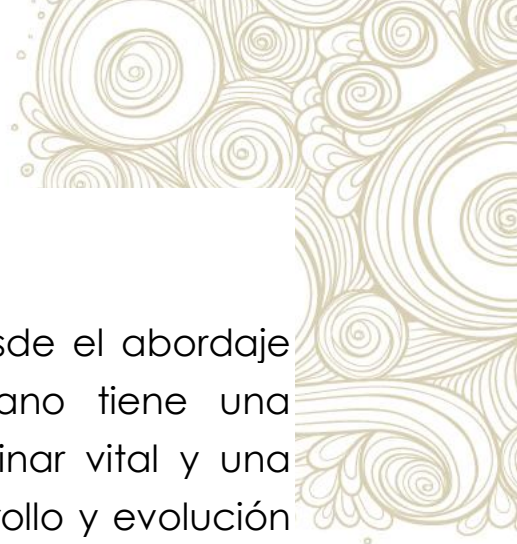 sde el abordaje
ano tiene una
inar vital y una
ollo y evolución